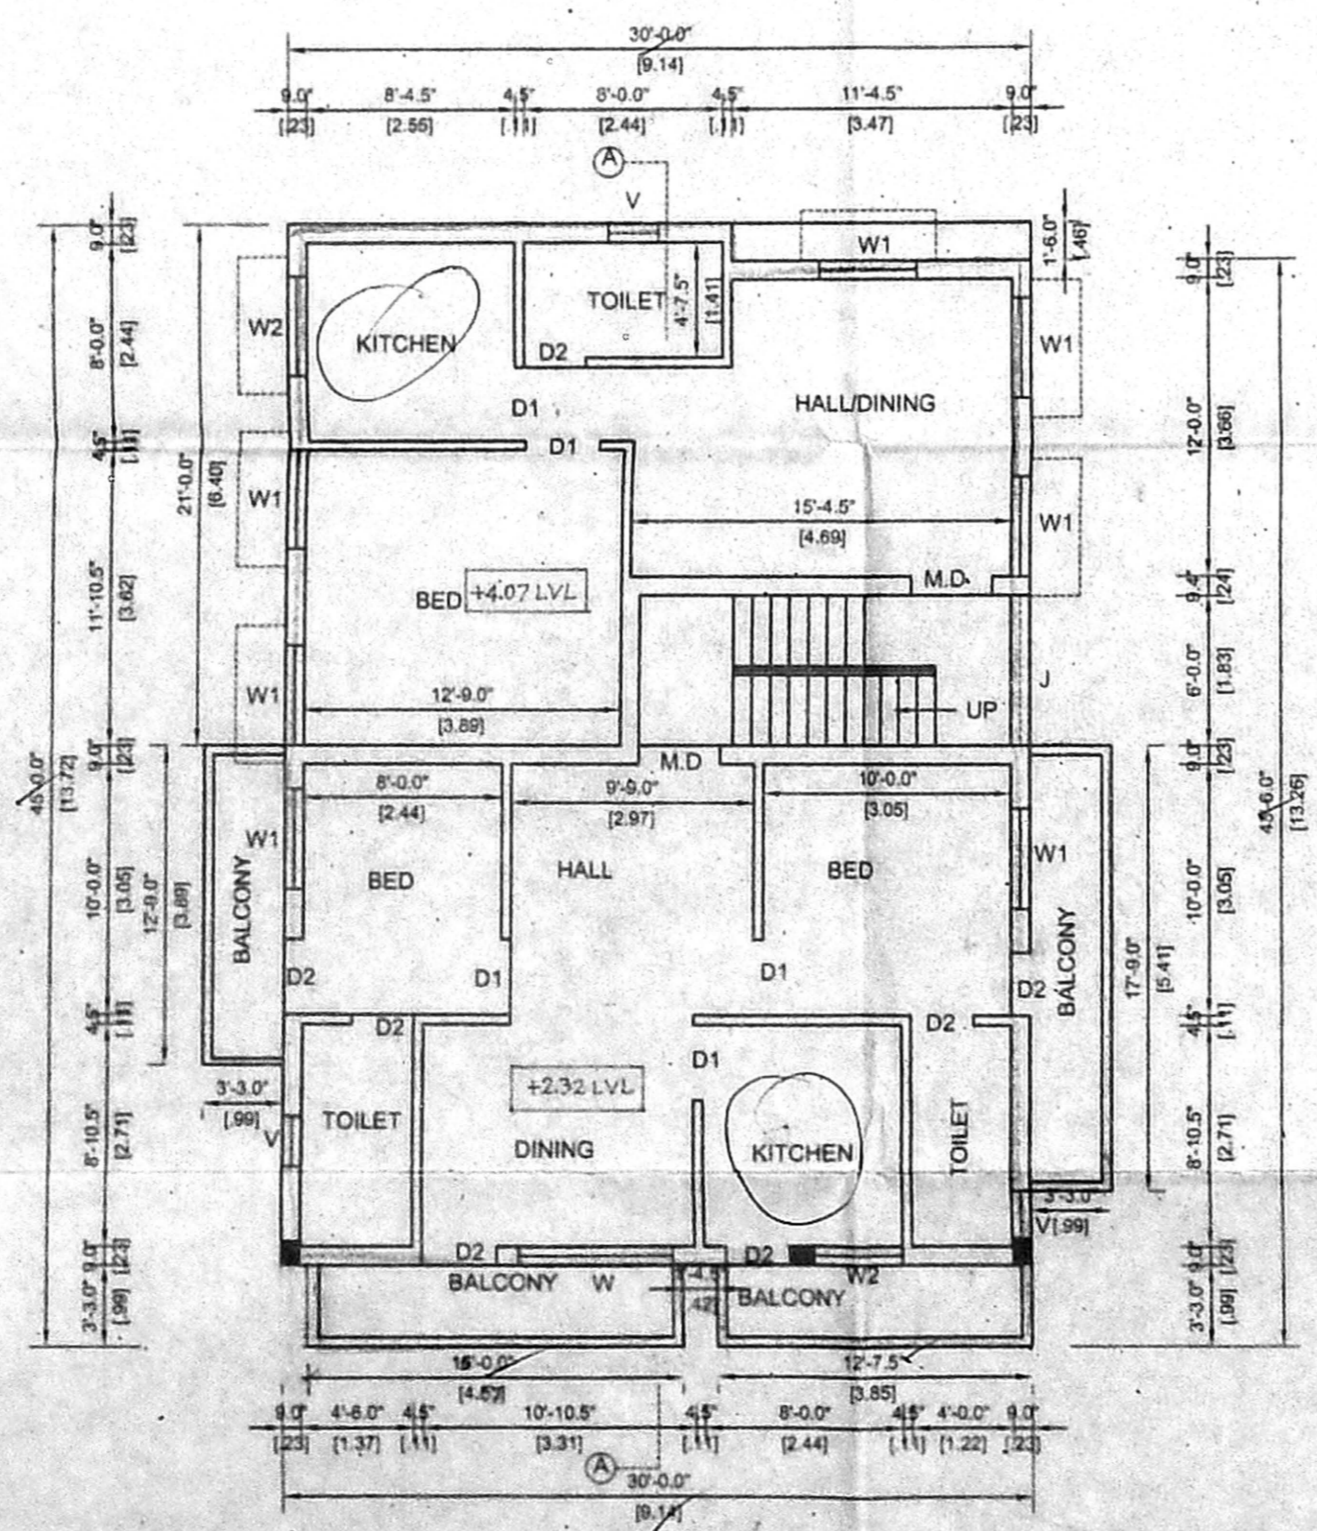 30'-0.0"
[9.14]
9.0" 8'-4.5" 4.5" 8'-0.0" 4.5" 11'-4.5" 9.0"
[.23] [2.55] [.11] [2.44] [.11] [3.47] [.23]
A
V
W1
1'-6.0"
[.46]
9.0"
[.23]
9.0"
[.23]
W2
KITCHEN
TOILET
4'-7.5"
[1.41]
W1
8'-0.0"
[2.44]
D2
D1
HALL/DINING
12'-0.0"
[3.66]
4.5"
[.11]
D1
21'-0.0"
[6.40]
W1
15'-4.5"
[4.69]
W1
11'-10.5"
[3.62]
BED
+4.07 LVL
M.D.
9.4"
[.24]
W1
12'-9.0"
[3.89]
UP
J
6'-0.0"
[1.83]
45'-0.0"
[13.72]
9.0"
[.23]
M.D
9.0"
[.23]
8'-0.0"
[2.44]
9'-9.0"
[2.97]
10'-0.0"
[3.05]
[13.26]
W1
BED
HALL
BED
W1
10'-0.0"
[3.05]
12'-9.0"
[3.89]
BALCONY
BALCONY
17'-9.0"
[5.41]
10'-0.0"
[3.05]
D2
D1
D1
D2
4.5"
[.11]
D2
D2
4.5"
[.11]
D1
3'-3.0"
[.99]
+2.32 LVL
V
TOILET
DINING
KITCHEN
TOILET
8'-10.5"
[2.71]
8'-10.5"
[2.71]
3'-3.0"
V [.99]
9.0"
[.23]
D2
D2
9.0"
[.23]
BALCONY W
W2
BALCONY
3'-3.0"
[.99]
3'-3.0"
[.99]
12'-7.5"
[3.85]
9.0" 4'-6.0" 4.5" 10'-10.5" 4.5" 8'-0.0" 4.5" 4'-0.0" 9.0"
[.23] [1.37] [.11] [3.31] [.11] [2.44] [.11] [1.22] [.23]
A
30'-0.0"
[9.14]